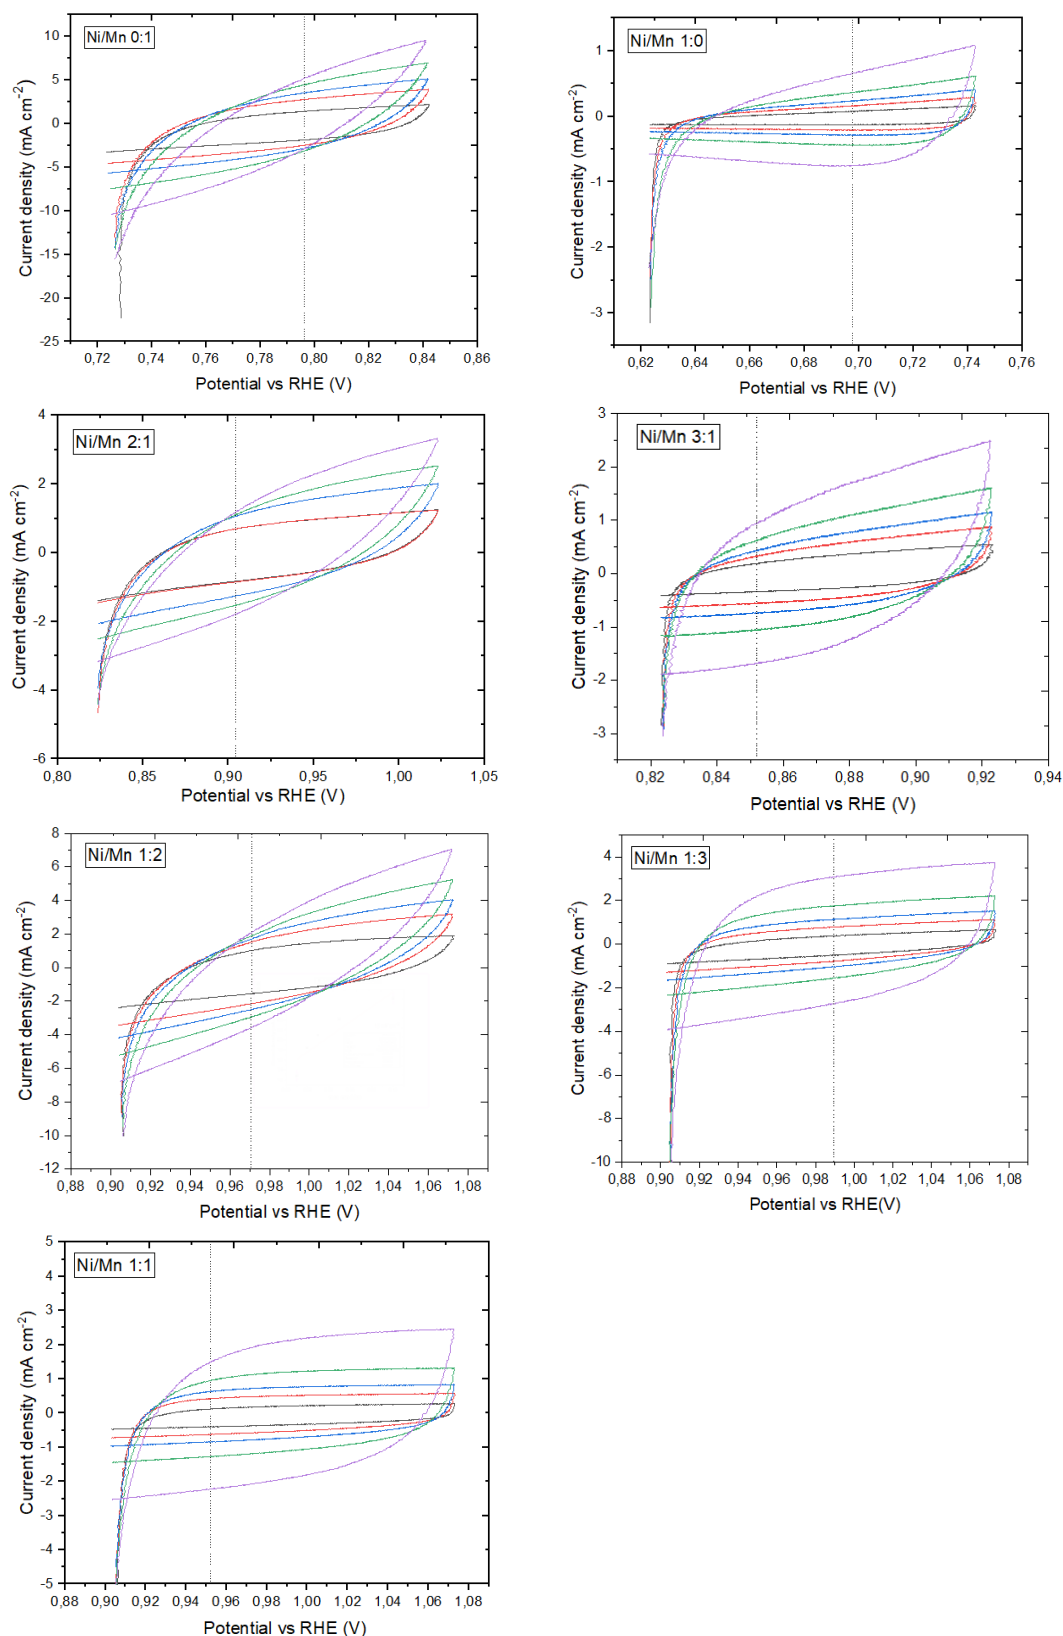 Ni/Mn 0:1
10
5
0
-5
-10
-15
-20
-25
0,72 0,74 0,76 0,78 0,80 0,82 0,84 0,86
Current density (mA cm-2)
Potential vs RHE (V)
Ni/Mn 1:0
1
0
-1
-2
-3
0,62 0,64 0,66 0,68 0,70 0,72 0,74 0,76
Current density (mA cm-2)
Potential vs RHE (V)
Ni/Mn 2:1
4
2
0
-2
-4
-6
0,80 0,85 0,90 0,95 1,00 1,05
Current density (mA cm-2)
Potential vs RHE (V)
Ni/Mn 3:1
3
2
1
0
-1
-2
-3
0,82 0,84 0,86 0,88 0,90 0,92 0,94
Current density (mA cm-2)
Potential vs RHE (V)
Ni/Mn 1:2
8
6
4
2
0
-2
-4
-6
-8
-10
-12
0,88 0,90 0,92 0,94 0,96 0,98 1,00 1,02 1,04 1,06 1,08
Current density (mA cm-2)
Potential vs RHE (V)
Ni/Mn 1:3
4
2
0
-2
-4
-6
-8
-10
0,88 0,90 0,92 0,94 0,96 0,98 1,00 1,02 1,04 1,06 1,08
Current density (mA cm-2)
Potential vs RHE(V)
Ni/Mn 1:1
5
4
3
2
1
0
-1
-2
-3
-4
-5
0,88 0,90 0,92 0,94 0,96 0,98 1,00 1,02 1,04 1,06 1,08
Current density (mA cm-2)
Potential vs RHE (V)